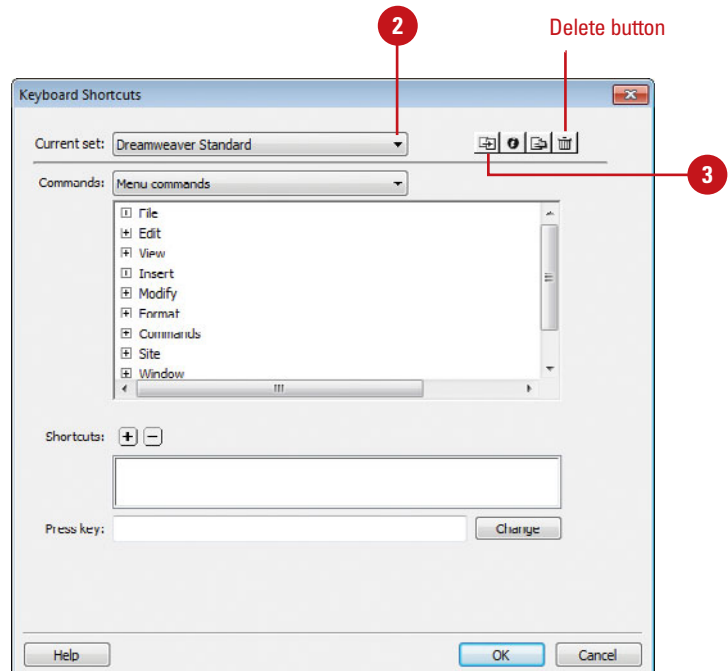 2
Delete button
Keyboard Shortcuts
Current set: Dreamweaver Standard
3
Commands: Menu commands
File
Edit
View
Insert
Modify
Format
Commands
Site
Window
Shortcuts:
Press key:
Change
Help
OK
Cancel